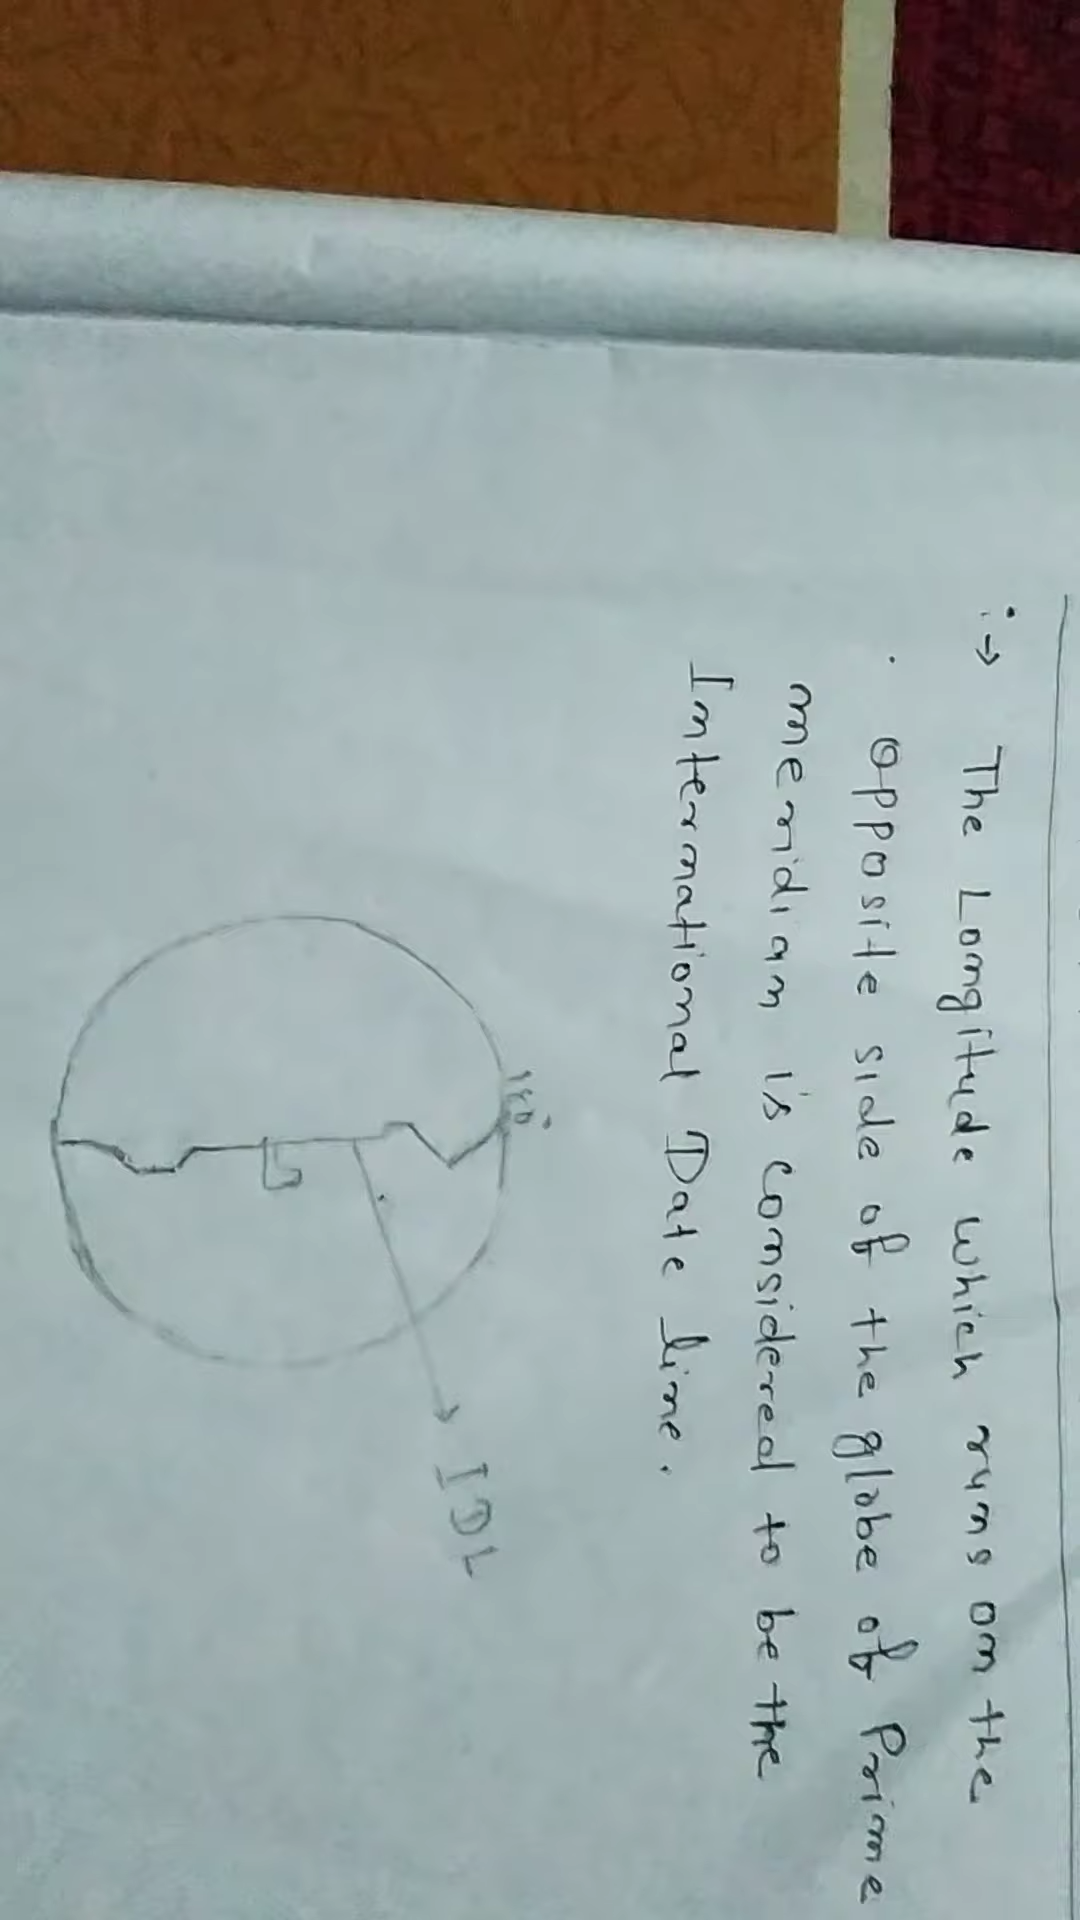 :→ The Longitude which runs on the
opposite side of the globe of Prime
meridian is considered to be the
International Date line.
180°
IDL